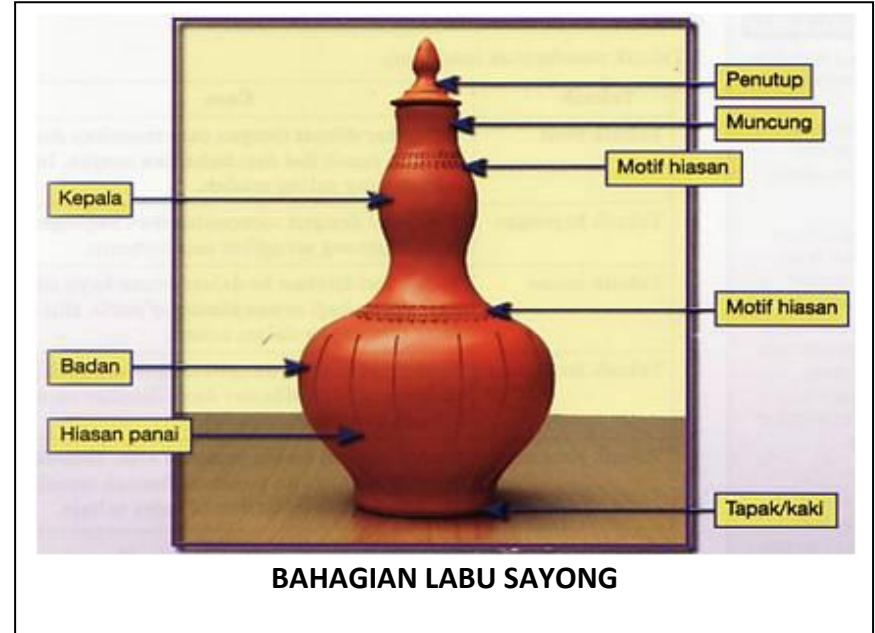 Penutup
Muncung
Motif hiasan
Kepala
Motif hiasan
Badan
Hiasan panai
Tapak/kaki
BAHAGIAN LABU SAYONG